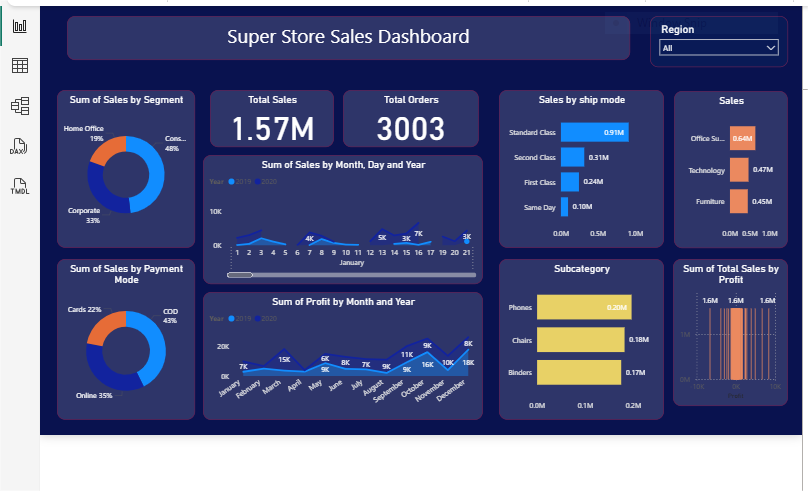 Super Store Sales Dashboard
Region
All
Sum of Sales by Segment
Home Office
19%
Cons...
48%
Corporate
33%
Total Sales
1.57M
Total Orders
3003
Sales by ship mode
Standard Class
0.91M
Second Class
0.31M
First Class
0.24M
Same Day
0.10M
0.0M 0.5M 1.0M
Sales
Office Su...
0.64M
Technology
0.47M
Furniture
0.45M
0.0M 0.5M 1.0M
Sum of Sales by Month, Day and Year
Year 2019 2020
10K
0K
4K 5K 3K 7K 3K
1 2 3 4 5 6 7 8 9 10 11 12 13 14 15 16 17 18 19 20 21
January
Sum of Sales by Payment
Mode
Cards 22%
COD
43%
Online 35%
Sum of Profit by Month and Year
Year 2019 2020
20K
0K
7K 15K 6K 9K 8K 7K 9K 11K 9K 9K 16K 10K 8K 18K
January
February
March
April
May
June
July
August
September
October
November
December
Subcategory
Phones
0.20M
Chairs
0.18M
Binders
0.17M
0.0M 0.1M 0.2M
Sum of Total Sales by
Profit
1.6M 1.6M 1.6M
1M
0M
0K 10K
Profit
DAX
TMDL